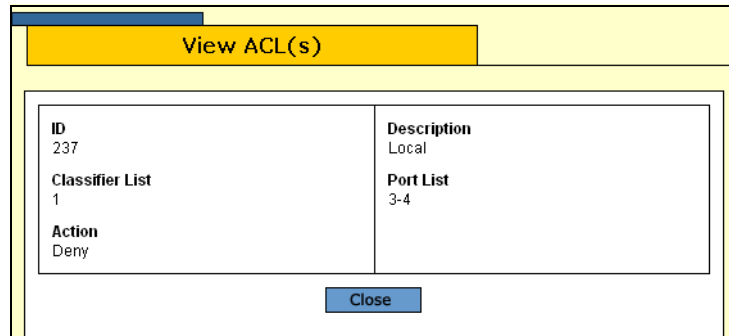 View ACL(s)
ID
237
Classifier List
1
Action
Deny
Description
Local
Port List
3-4
Close